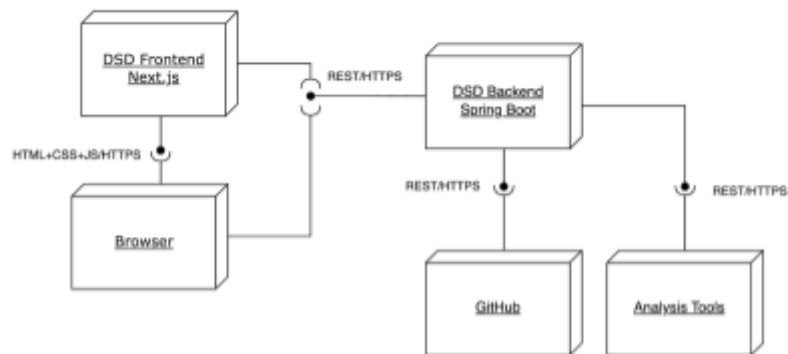 DSD Frontend
Next.js
REST/HTTPS
DSD Backend
Spring Boot
HTML+CSS+JS/HTTPS
REST/HTTPS
REST/HTTPS
Browser
GitHub
Analysis Tools